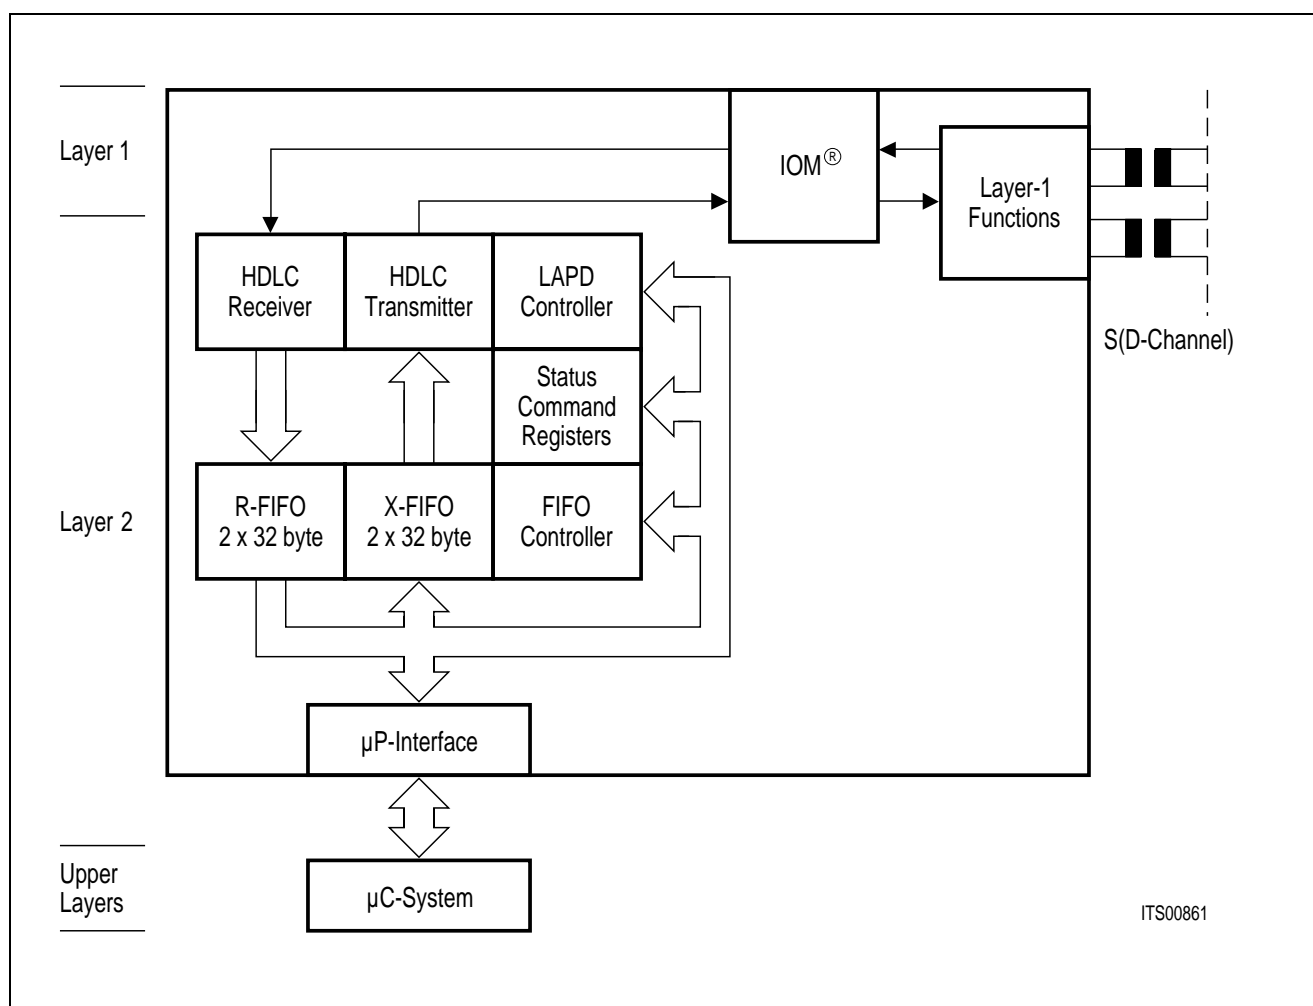 Layer 1
IOM®
Layer-1
Functions
HDLC
Receiver
HDLC
Transmitter
LAPD
Controller
S(D-Channel)
Status
Command
Registers
Layer 2
R-FIFO
2 x 32 byte
X-FIFO
2 x 32 byte
FIFO
Controller
µP-Interface
Upper
Layers
µC-System
ITS00861